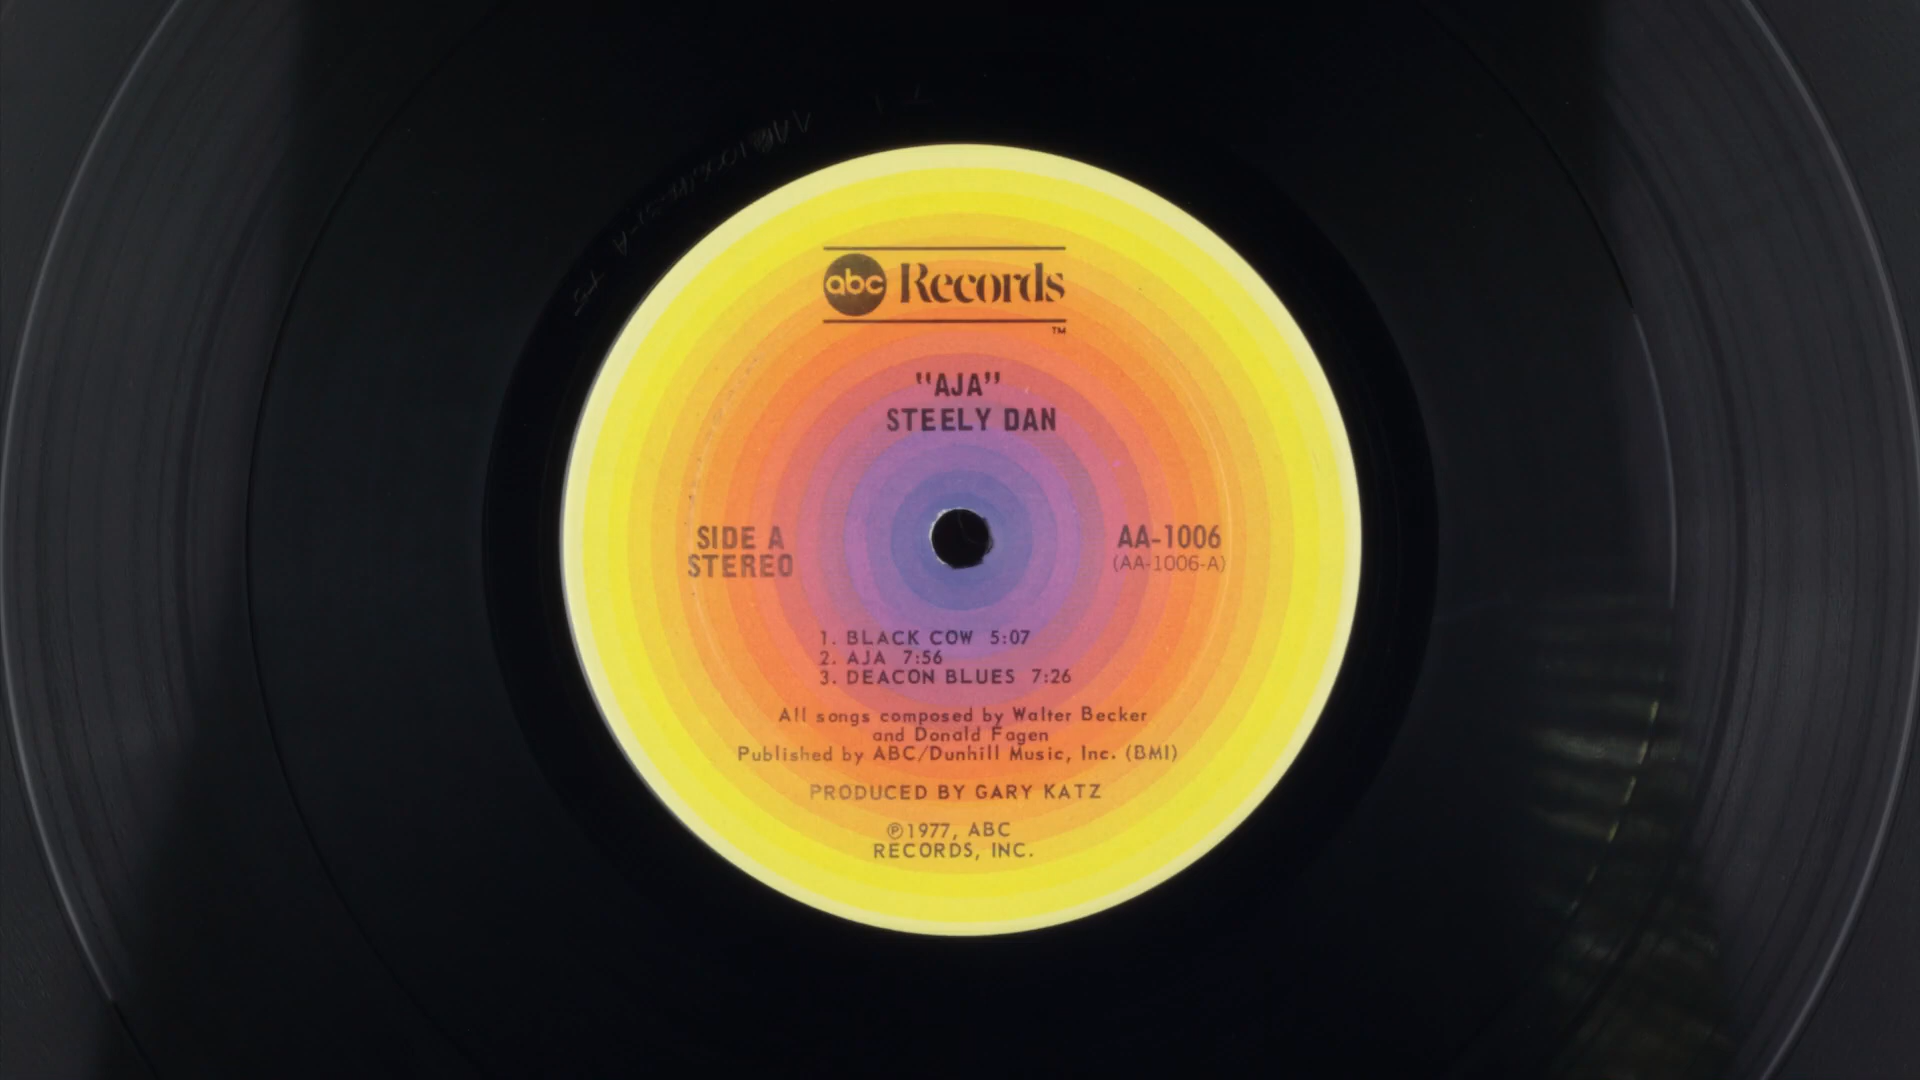 abc Records
TM
"AJA"
STEELY DAN
SIDE A
STEREO
AA-1006
(AA-1006-A)
1. BLACK COW 5:07
2. AJA 7:56
3. DEACON BLUES 7:26
All songs composed by Walter Becker
and Donald Fagen
Published by ABC/Dunhill Music, Inc. (BMI)
PRODUCED BY GARY KATZ
℗1977, ABC
RECORDS, INC.